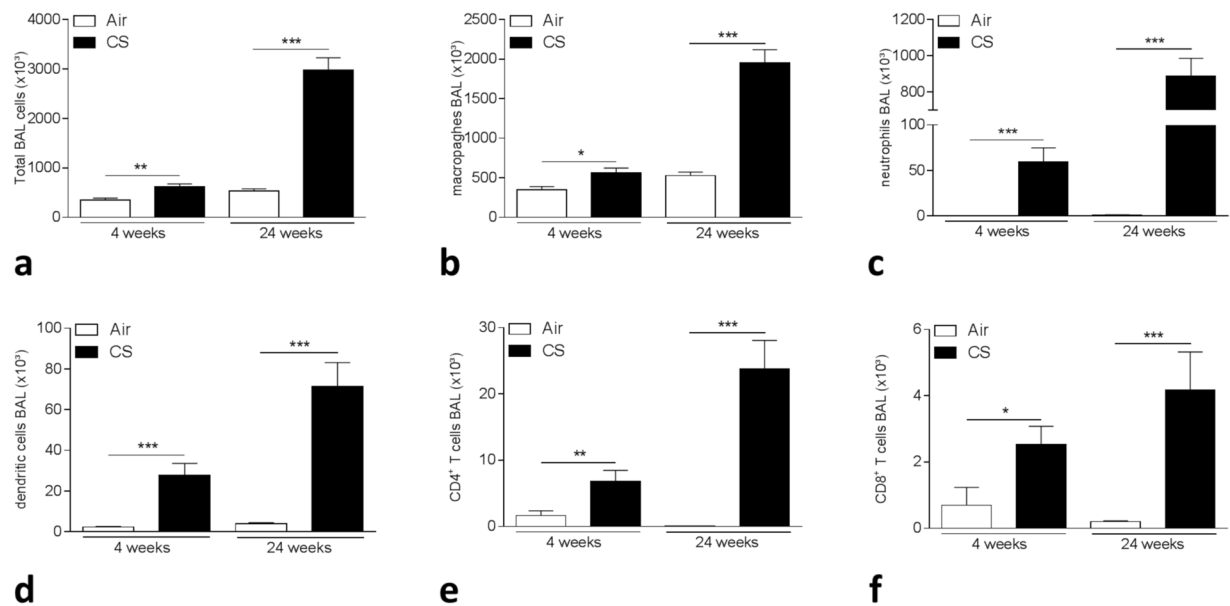 Total BAL cells (x10³)
4000
3000
2000
1000
0
Air
CS
**
***
4 weeks
24 weeks
a
macropaghes BAL (x10³)
2500
2000
1500
1000
500
0
Air
CS
*
***
4 weeks
24 weeks
b
neutrophils BAL (x10³)
1200
1000
800
100
50
0
Air
CS
***
***
4 weeks
24 weeks
c
dendritic cells BAL (x10³)
100
80
60
40
20
0
Air
CS
***
***
4 weeks
24 weeks
d
CD4⁺ T cells BAL (x10³)
30
20
10
0
Air
CS
**
***
4 weeks
24 weeks
e
CD8⁺ T cells BAL (x10³)
6
4
2
0
Air
CS
*
***
4 weeks
24 weeks
f